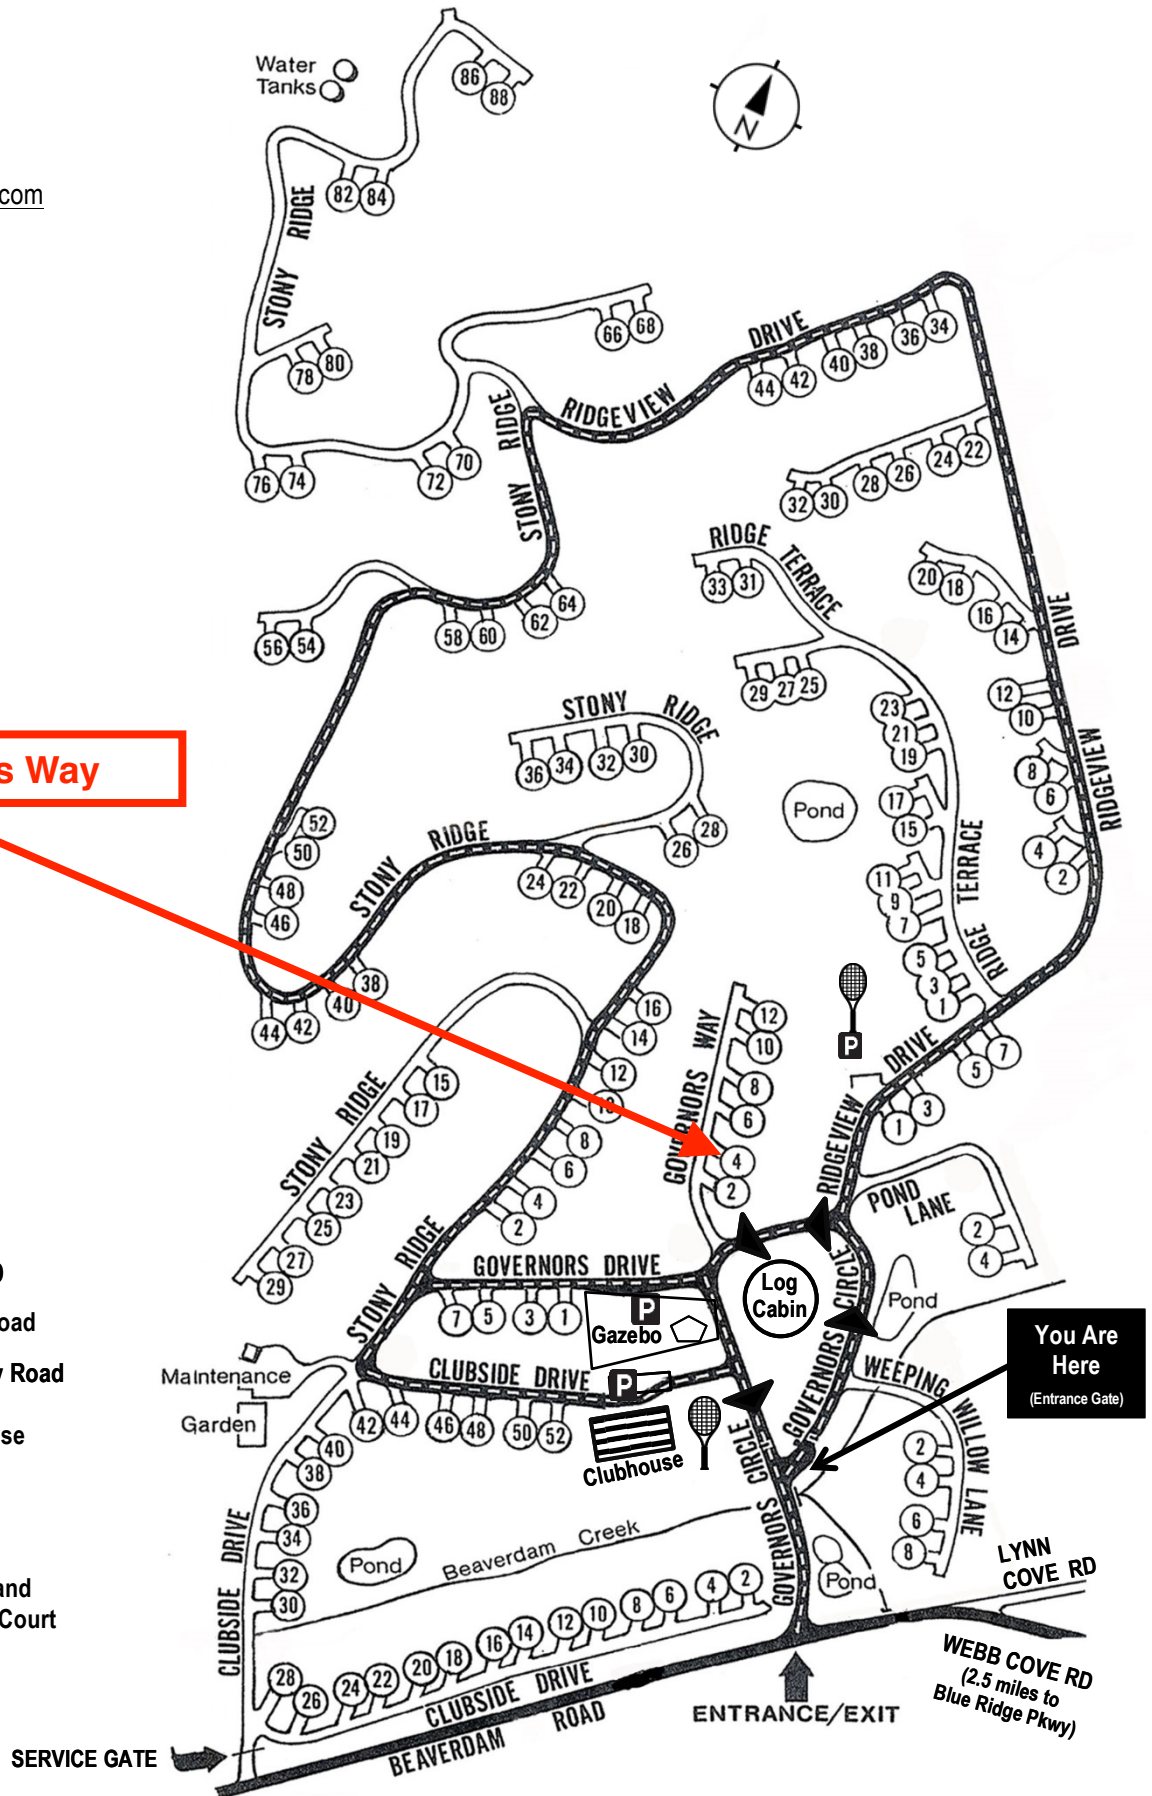 Water
Tanks
86
88
N
com
82
84
STONY RIDGE
66
68
78
80
DRIVE
34
36
38
40
42
44
RIDGEVIEW
STONY RIDGE
70
72
74
76
22
24
26
28
30
32
RIDGE TERRACE
33
31
20
18
16
14
DRIVE
64
62
60
58
56
54
29
27
25
12
10
8
6
4
2
RIDGEVIEW
23
21
19
17
15
11
9
7
5
3
1
TERRACE
RIDGE
STONY RIDGE
36
34
32
30
28
26
Pond
s Way
52
50
48
46
STONY RIDGE
24
22
20
18
44
42
40
38
16
14
12
10
8
6
4
2
STONY RIDGE
15
17
19
21
23
25
27
29
GOVERNORS WAY
12
10
8
6
4
2
P
DRIVE
7
5
3
1
RIDGEVIEW
POND
LANE
2
4
STONY RIDGE
GOVERNORS DRIVE
7
5
3
1
P
Gazebo
Log
Cabin
GOVERNORS CIRCLE
Pond
You Are
Here
(Entrance Gate)
oad
y Road
se
and
Court
Maintenance
Garden
CLUBSIDE DRIVE
P
42
44
46
48
50
52
Clubhouse
WEEPING WILLOW LANE
2
4
6
8
40
38
36
34
32
30
CLUBSIDE DRIVE
Pond
Beaverdam Creek
GOVERNORS CIRCLE
Pond
LYNN
COVE RD
2
4
6
8
10
12
14
16
18
20
22
24
26
28
CLUBSIDE DRIVE
BEAVERDAM ROAD
ENTRANCE/EXIT
WEBB COVE RD
(2.5 miles to
Blue Ridge Pkwy)
SERVICE GATE